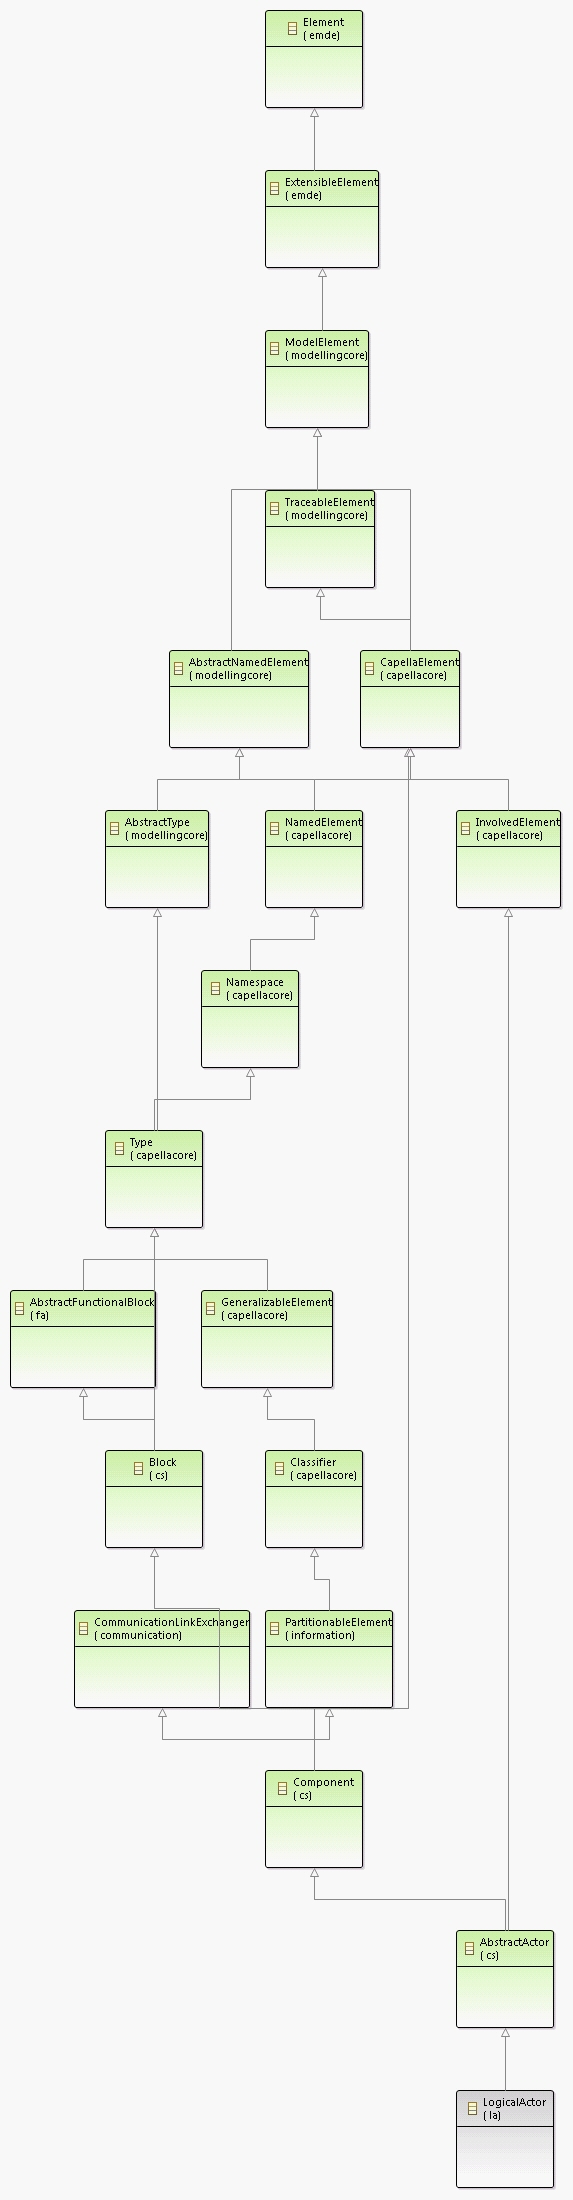 Element
( emde)
ExtensibleElement
( emde)
ModelElement
( modellingcore)
TraceableElement
( modellingcore)
AbstractNamedElement
( modellingcore)
CapellaElement
( capellacore)
AbstractType
( modellingcore)
NamedElement
( capellacore)
InvolvedElement
( capellacore)
Namespace
( capellacore)
Type
( capellacore)
AbstractFunctionalBlock
( fa)
GeneralizableElement
( capellacore)
Block
( cs)
Classifier
( capellacore)
CommunicationLinkExchanger
( communication)
PartitionableElement
( information)
Component
( cs)
AbstractActor
( cs)
LogicalActor
( la)